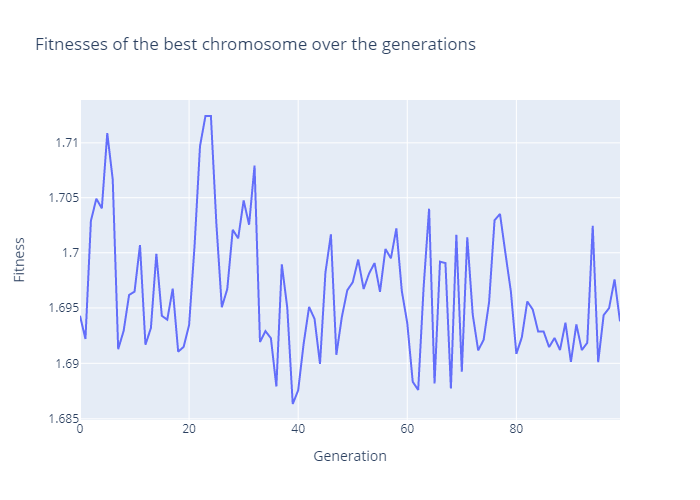 Fitnesses of the best chromosome over the generations
1.71
1.705
1.7
1.695
1.69
1.685
Fitness
0 20 40 60 80
Generation